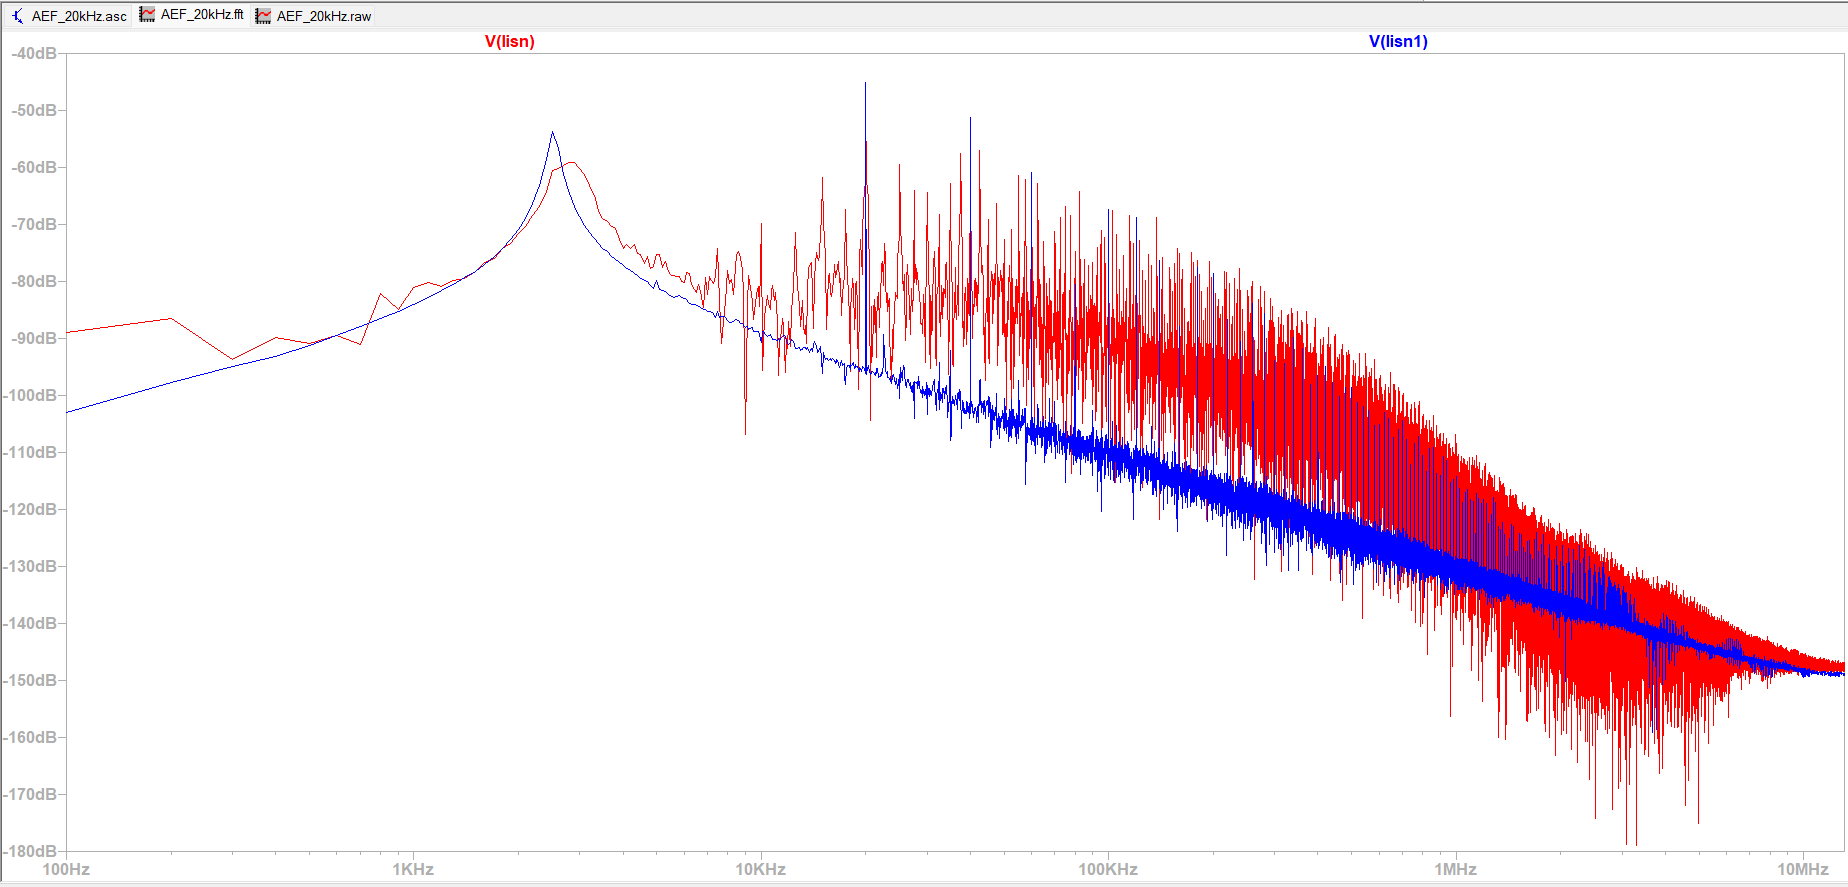 AEF_20kHz.asc AEF_20kHz.fft AEF_20kHz.raw
V(lisn) V(lisn1)
-40dB
-50dB
-60dB
-70dB
-80dB
-90dB
-100dB
-110dB
-120dB
-130dB
-140dB
-150dB
-160dB
-170dB
-180dB
100Hz 1KHz 10KHz 100KHz 1MHz 10MHz